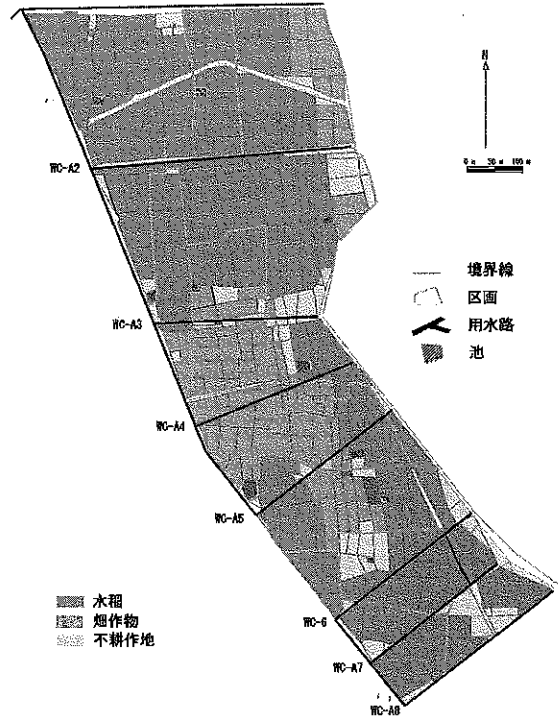 N
0 m 50 m 100 m
WC-A2
境界線
区画
用水路
池
WC-A3
WC-A4
WC-A5
水稲
畑作物
不耕作地
WC-6
WC-A7
WC-A8